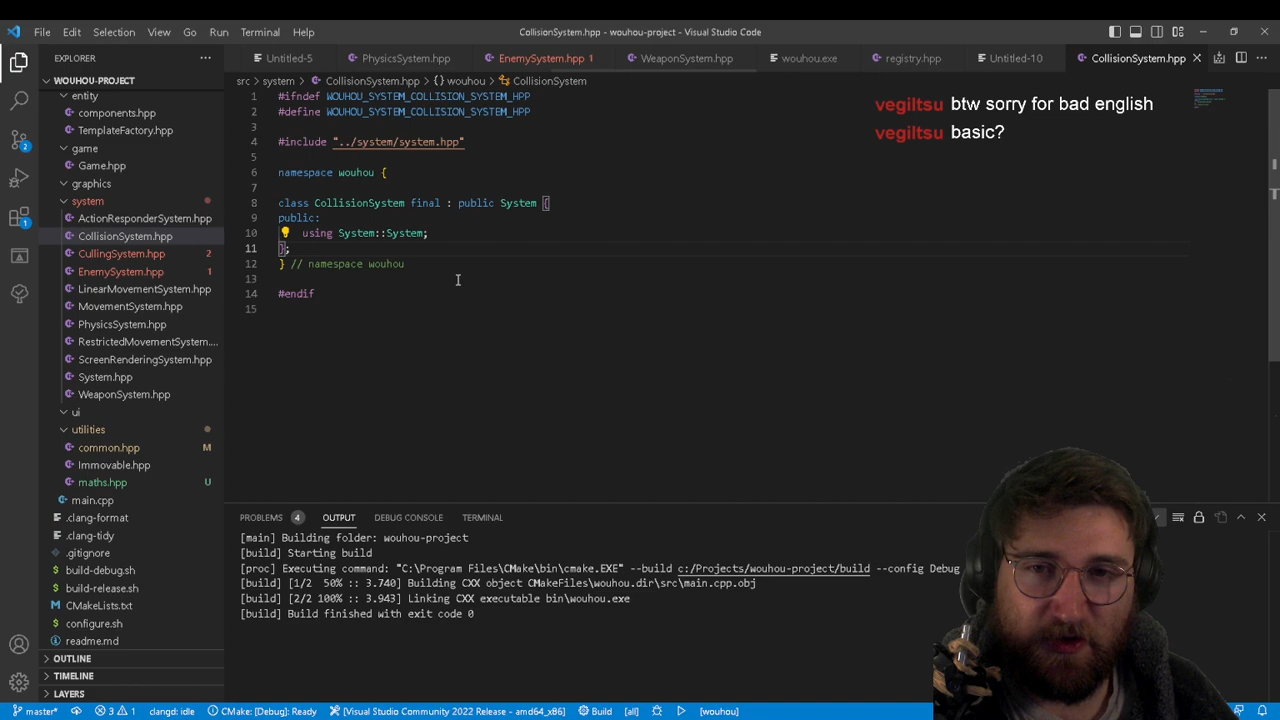 File Edit Selection View Go Run Terminal Help
CollisionSystem.hpp - wouhou-project - Visual Studio Code
EXPLORER
Untitled-5
PhysicsSystem.hpp
EnemySystem.hpp 1
WeaponSystem.hpp
wouhou.exe
registry.hpp
Untitled-10
CollisionSystem.hpp
WOUHOU-PROJECT
src > system > CollisionSystem.hpp > {} wouhou > CollisionSystem
entity
components.hpp
TemplateFactory.hpp
game
Game.hpp
graphics
system
ActionResponderSystem.hpp
CollisionSystem.hpp
CullingSystem.hpp 2
EnemySystem.hpp 1
LinearMovementSystem.hpp
MovementSystem.hpp
PhysicsSystem.hpp
RestrictedMovementSystem....
ScreenRenderingSystem.hpp
System.hpp
WeaponSystem.hpp
ui
utilities
common.hpp M
Immovable.hpp
maths.hpp U
main.cpp
.clang-format
.clang-tidy
.gitignore
build-debug.sh
build-release.sh
CMakeLists.txt
configure.sh
readme.md
OUTLINE
TIMELINE
LAYERS
2
1
1 #ifndef WOUHOU_SYSTEM_COLLISION_SYSTEM_HPP
2 #define WOUHOU_SYSTEM_COLLISION_SYSTEM_HPP
3
4 #include "../system/system.hpp"
5
6 namespace wouhou {
7
8 class CollisionSystem final : public System {
9 public:
10 using System::System;
11 };
12 } // namespace wouhou
13
14 #endif
15
vegiltsu btw sorry for bad english
vegiltsu basic?
PROBLEMS 4 OUTPUT DEBUG CONSOLE TERMINAL
[main] Building folder: wouhou-project
[build] Starting build
[proc] Executing command: "C:\Program Files\CMake\bin\cmake.EXE" --build c:/Projects/wouhou-project/build --config Debug
[build] [1/2 50% :: 3.740] Building CXX object CMakeFiles\wouhou.dir\src\main.cpp.obj
[build] [2/2 100% :: 3.943] Linking CXX executable bin\wouhou.exe
[build] Build finished with exit code 0
master* 3 1 clangd: idle CMake: [Debug]: Ready [Visual Studio Community 2022 Release - amd64_x86] Build [all] [wouhou]